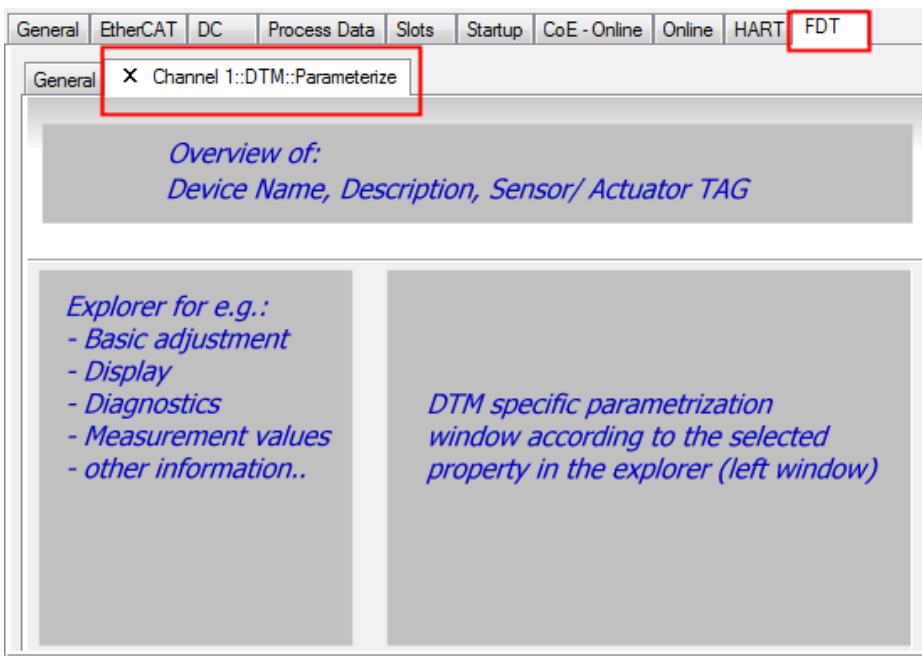 General EtherCAT DC Process Data Slots Startup CoE - Online Online HART FDT
General X Channel 1::DTM::Parameterize
Overview of:
Device Name, Description, Sensor/ Actuator TAG
Explorer for e.g.:
- Basic adjustment
- Display
- Diagnostics
- Measurement values
- other information..
DTM specific parametrization
window according to the selected
property in the explorer (left window)